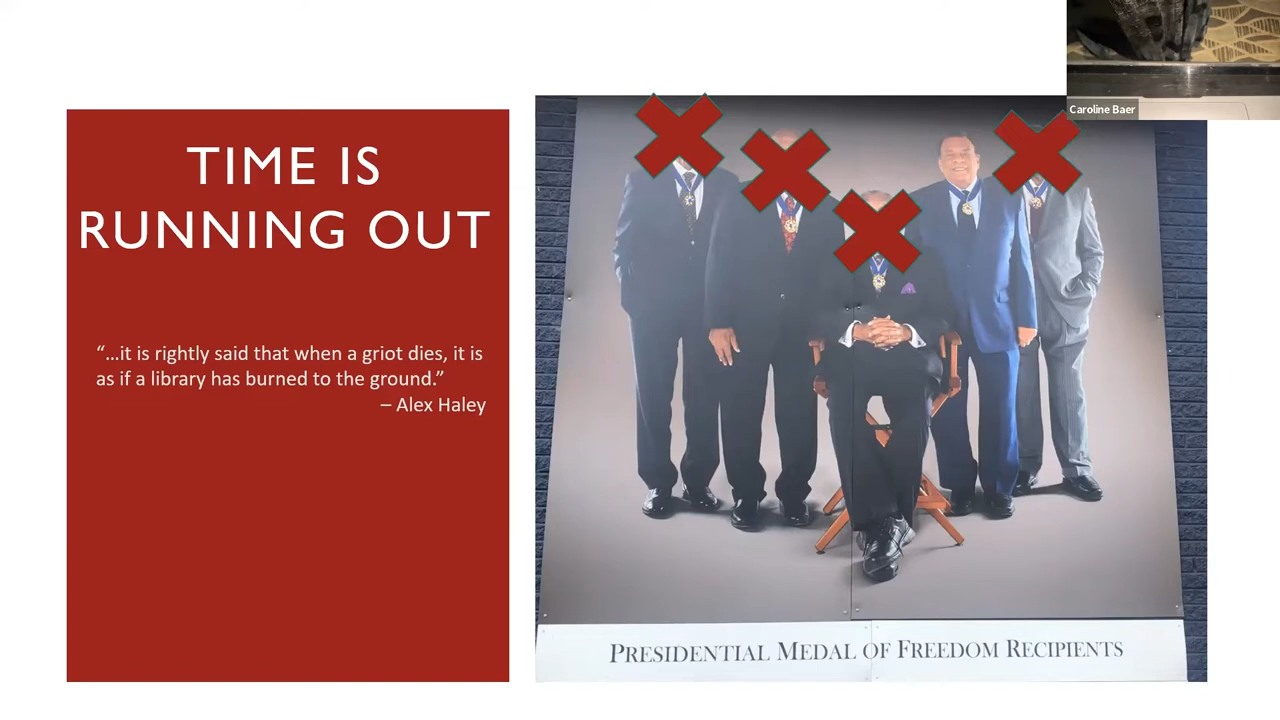 Caroline Baer
TIME IS
RUNNING OUT
“…it is rightly said that when a griot dies, it is
as if a library has burned to the ground.”
– Alex Haley
PRESIDENTIAL MEDAL OF FREEDOM RECIPIENTS